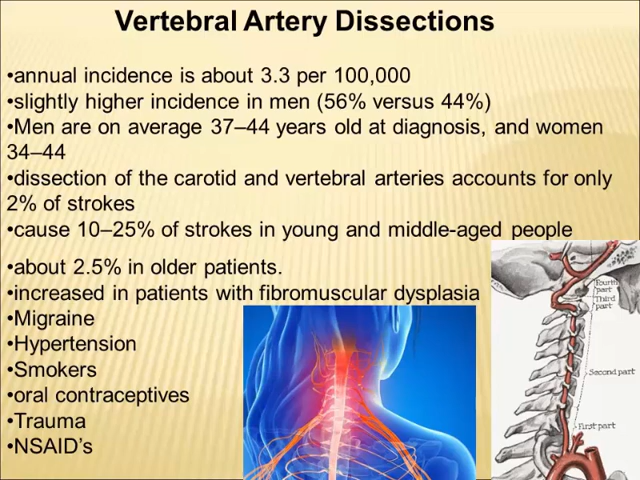 Vertebral Artery Dissections
•annual incidence is about 3.3 per 100,000
•slightly higher incidence in men (56% versus 44%)
•Men are on average 37–44 years old at diagnosis, and women
34–44
•dissection of the carotid and vertebral arteries accounts for only
2% of strokes
•cause 10–25% of strokes in young and middle-aged people
•about 2.5% in older patients.
•increased in patients with fibromuscular dysplasia
•Migraine
•Hypertension
•Smokers
•oral contraceptives
•Trauma
•NSAID’s
Fourth
part
Third
part
Second part
First part